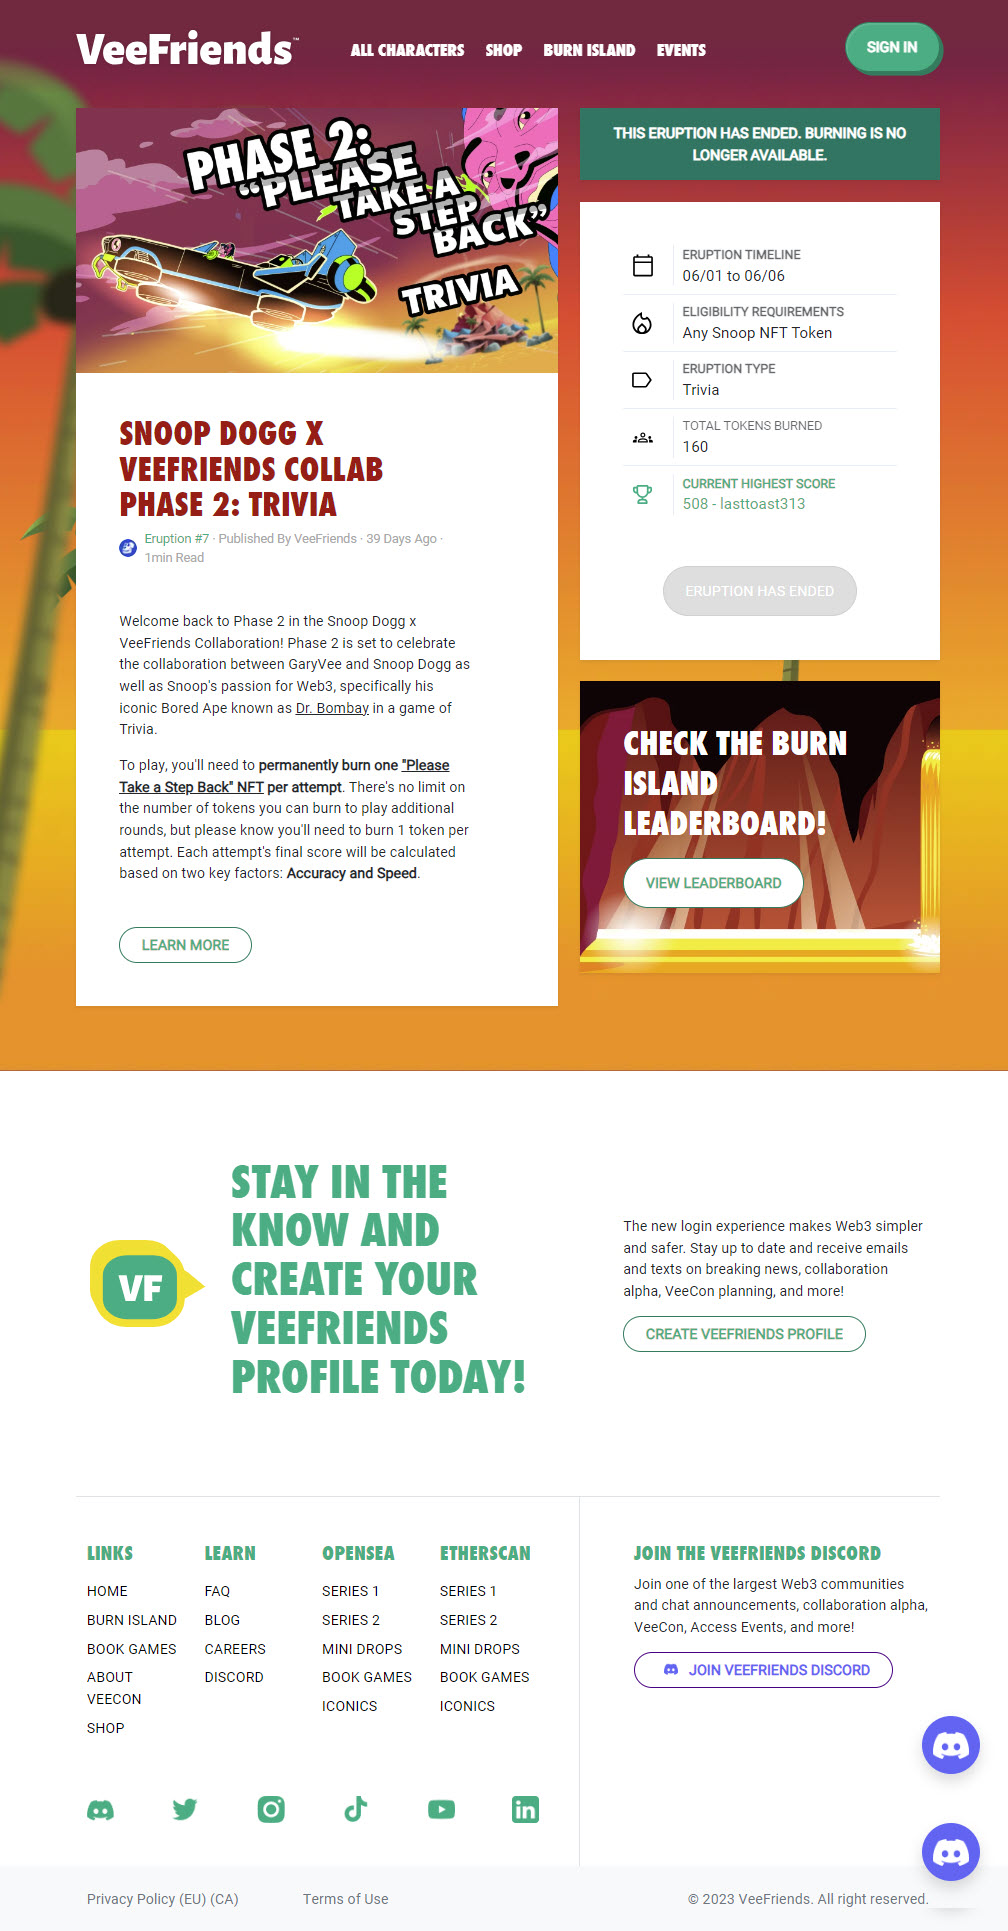 VeeFriends™
ALL CHARACTERS
SHOP
BURN ISLAND
EVENTS
SIGN IN
PHASE 2:
"PLEASE
TAKE A
STEP
BACK"
TRIVIA
SNOOP DOGG X
VEEFRIENDS COLLAB
PHASE 2: TRIVIA
Eruption #7 · Published By VeeFriends · 39 Days Ago ·
1min Read
Welcome back to Phase 2 in the Snoop Dogg x
VeeFriends Collaboration! Phase 2 is set to celebrate
the collaboration between GaryVee and Snoop Dogg as
well as Snoop's passion for Web3, specifically his
iconic Bored Ape known as Dr. Bombay in a game of
Trivia.
To play, you'll need to permanently burn one "Please
Take a Step Back" NFT per attempt. There's no limit on
the number of tokens you can burn to play additional
rounds, but please know you'll need to burn 1 token per
attempt. Each attempt's final score will be calculated
based on two key factors: Accuracy and Speed.
LEARN MORE
THIS ERUPTION HAS ENDED. BURNING IS NO
LONGER AVAILABLE.
ERUPTION TIMELINE
06/01 to 06/06
ELIGIBILITY REQUIREMENTS
Any Snoop NFT Token
ERUPTION TYPE
Trivia
TOTAL TOKENS BURNED
160
CURRENT HIGHEST SCORE
508 - lasttoast313
ERUPTION HAS ENDED
CHECK THE BURN
ISLAND
LEADERBOARD!
VIEW LEADERBOARD
VF
STAY IN THE
KNOW AND
CREATE YOUR
VEEFRIENDS
PROFILE TODAY!
The new login experience makes Web3 simpler
and safer. Stay up to date and receive emails
and texts on breaking news, collaboration
alpha, VeeCon planning, and more!
CREATE VEEFRIENDS PROFILE
LINKS
HOME
BURN ISLAND
BOOK GAMES
ABOUT
VEECON
SHOP
LEARN
FAQ
BLOG
CAREERS
DISCORD
OPENSEA
SERIES 1
SERIES 2
MINI DROPS
BOOK GAMES
ICONICS
ETHERSCAN
SERIES 1
SERIES 2
MINI DROPS
BOOK GAMES
ICONICS
JOIN THE VEEFRIENDS DISCORD
Join one of the largest Web3 communities
and chat announcements, collaboration alpha,
VeeCon, Access Events, and more!
JOIN VEEFRIENDS DISCORD
Privacy Policy (EU) (CA)
Terms of Use
© 2023 VeeFriends. All right reserved.